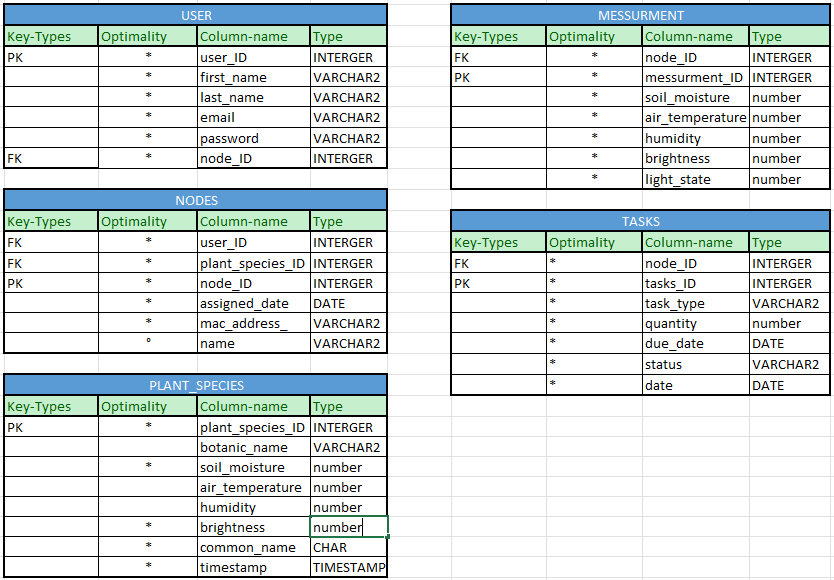 USER
Key-Types Optimality Column-name Type
PK * user_ID INTERGER
* first_name VARCHAR2
* last_name VARCHAR2
* email VARCHAR2
* password VARCHAR2
FK * node_ID INTERGER
NODES
Key-Types Optimality Column-name Type
FK * user_ID INTERGER
FK * plant_species_ID INTERGER
PK * node_ID INTERGER
* assigned_date DATE
* mac_address_ VARCHAR2
° name VARCHAR2
PLANT_SPECIES
Key-Types Optimality Column-name Type
PK * plant_species_ID INTERGER
botanic_name VARCHAR2
* soil_moisture number
air_temperature number
humidity number
* brightness number
* common_name CHAR
* timestamp TIMESTAMP
MESSURMENT
Key-Types Optimality Column-name Type
FK * node_ID INTERGER
PK * messurment_ID INTERGER
* soil_moisture number
* air_temperature number
* humidity number
* brightness number
* light_state number
TASKS
Key-Types Optimality Column-name Type
FK * node_ID INTERGER
PK * tasks_ID INTERGER
* task_type VARCHAR2
* quantity number
* due_date DATE
* status VARCHAR2
* date DATE